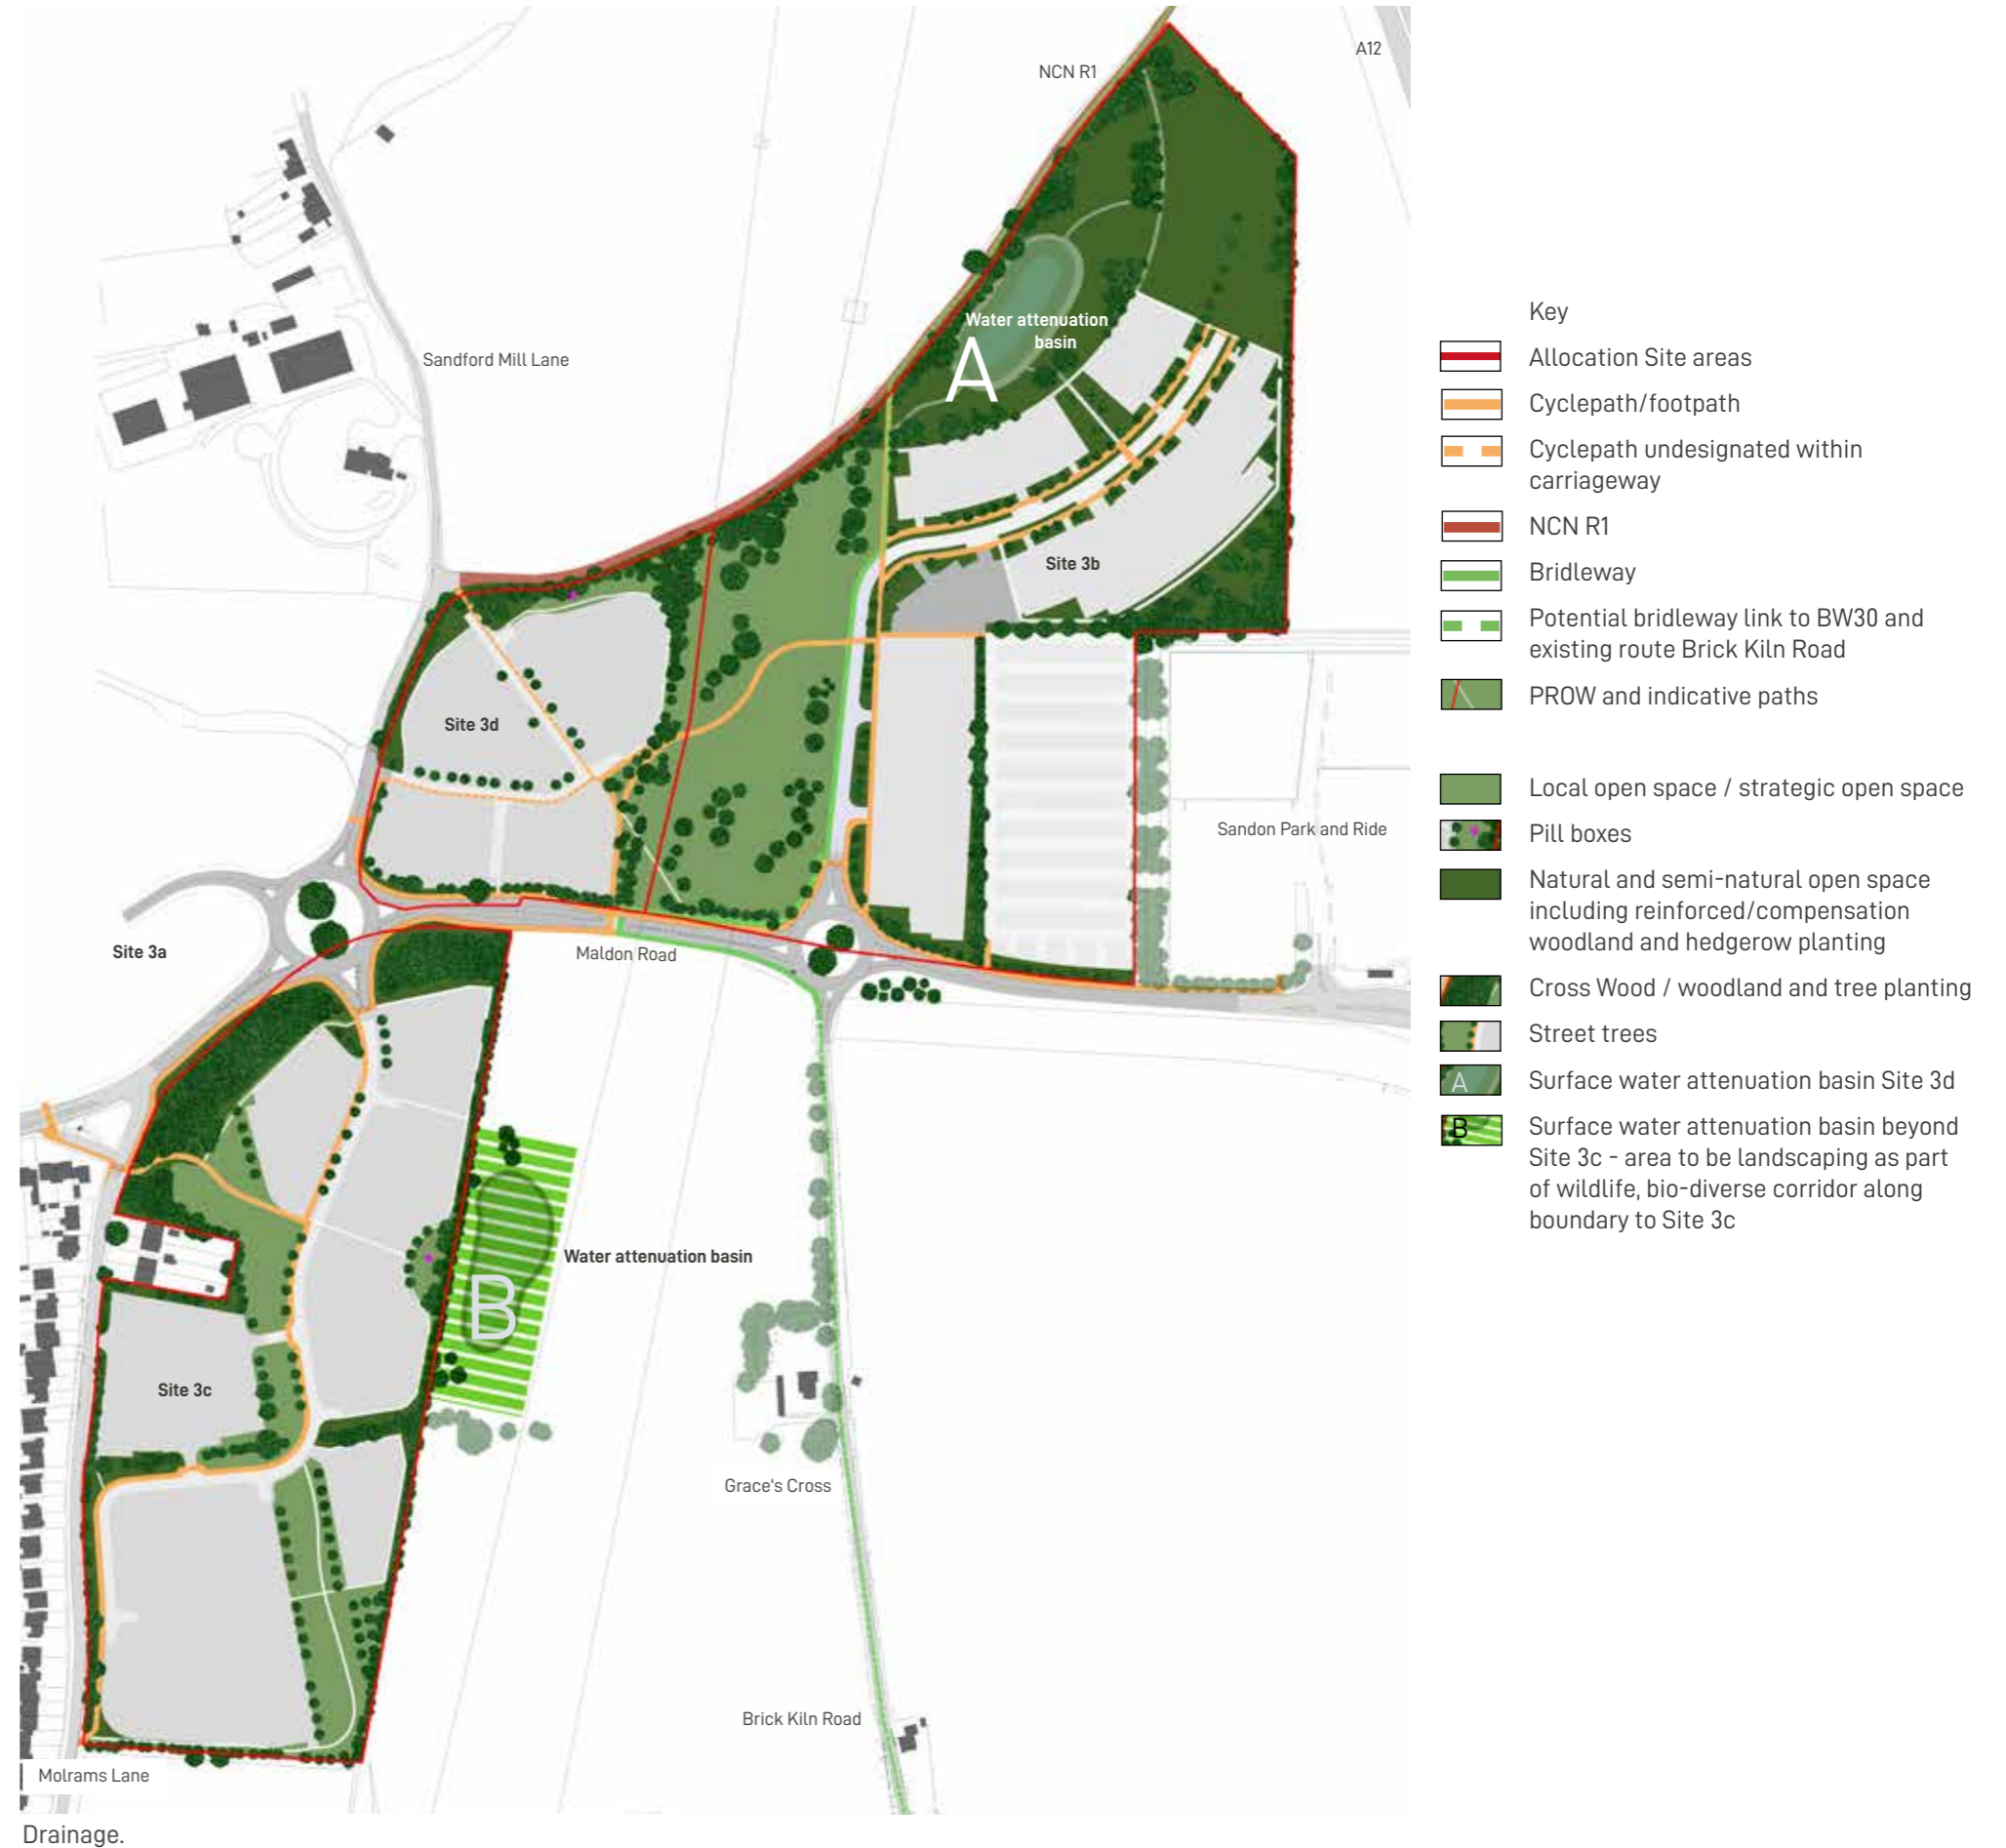 A12
NCN R1
Sandford Mill Lane
Water attenuation
basin
A
Site 3b
Site 3d
Sandon Park and Ride
Site 3a
Maldon Road
Water attenuation basin
B
Site 3c
Grace's Cross
Brick Kiln Road
Molrams Lane
Drainage.
Key
Allocation Site areas
Cyclepath/footpath
Cyclepath undesignated within
carriageway
NCN R1
Bridleway
Potential bridleway link to BW30 and
existing route Brick Kiln Road
PROW and indicative paths
Local open space / strategic open space
Pill boxes
Natural and semi-natural open space
including reinforced/compensation
woodland and hedgerow planting
Cross Wood / woodland and tree planting
Street trees
A
Surface water attenuation basin Site 3d
B
Surface water attenuation basin beyond
Site 3c - area to be landscaping as part
of wildlife, bio-diverse corridor along
boundary to Site 3c